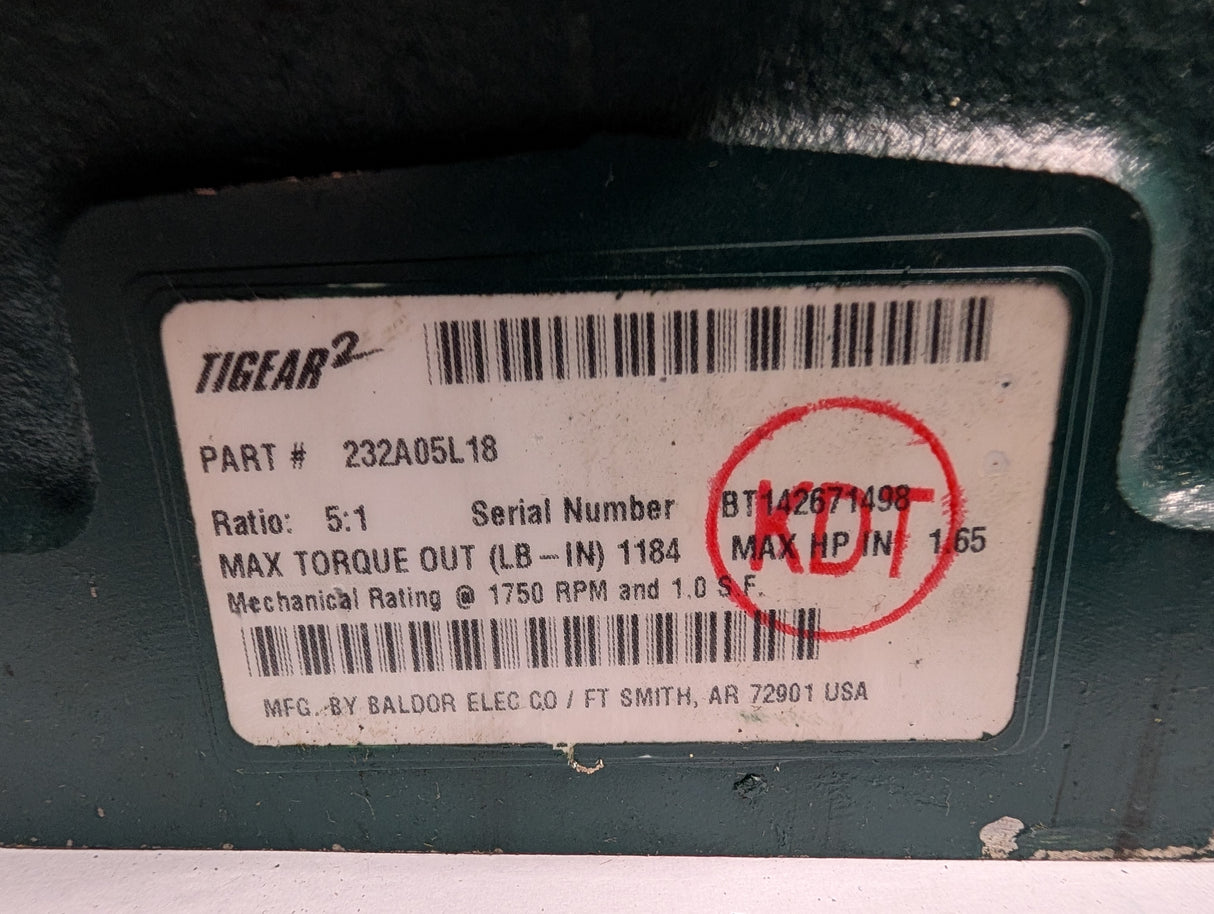 TIGEAR2
PART # 232A05L18
Ratio: 5:1 Serial Number BT142671498
MAX TORQUE OUT (LB-IN) 1184 MAX HP IN 1.65
Mechanical Rating @ 1750 RPM and 1.0 S.F.
KDT
MFG. BY BALDOR ELEC CO / FT SMITH, AR 72901 USA